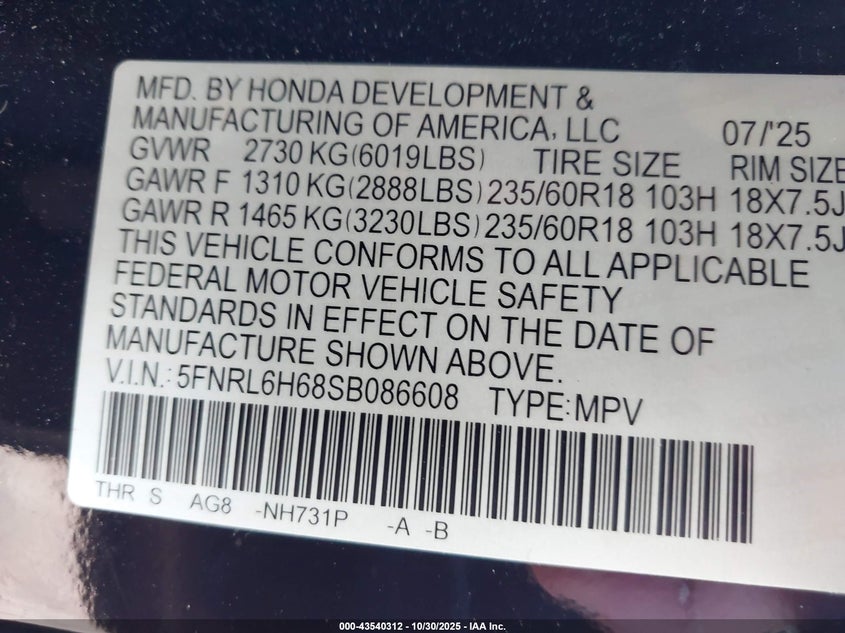 MFD. BY HONDA DEVELOPMENT &
MANUFACTURING OF AMERICA, LLC 07/'25
GVWR 2730 KG(6019LBS) TIRE SIZE RIM SIZE
GAWR F 1310 KG(2888LBS) 235/60R18 103H 18X7.5J
GAWR R 1465 KG(3230LBS) 235/60R18 103H 18X7.5J
THIS VEHICLE CONFORMS TO ALL APPLICABLE
FEDERAL MOTOR VEHICLE SAFETY
STANDARDS IN EFFECT ON THE DATE OF
MANUFACTURE SHOWN ABOVE.
V.I.N.: 5FNRL6H68SB086608 TYPE: MPV
THR S AG8 -NH731P -A -B
000-43540312 - 10/30/2025 - IAA Inc.